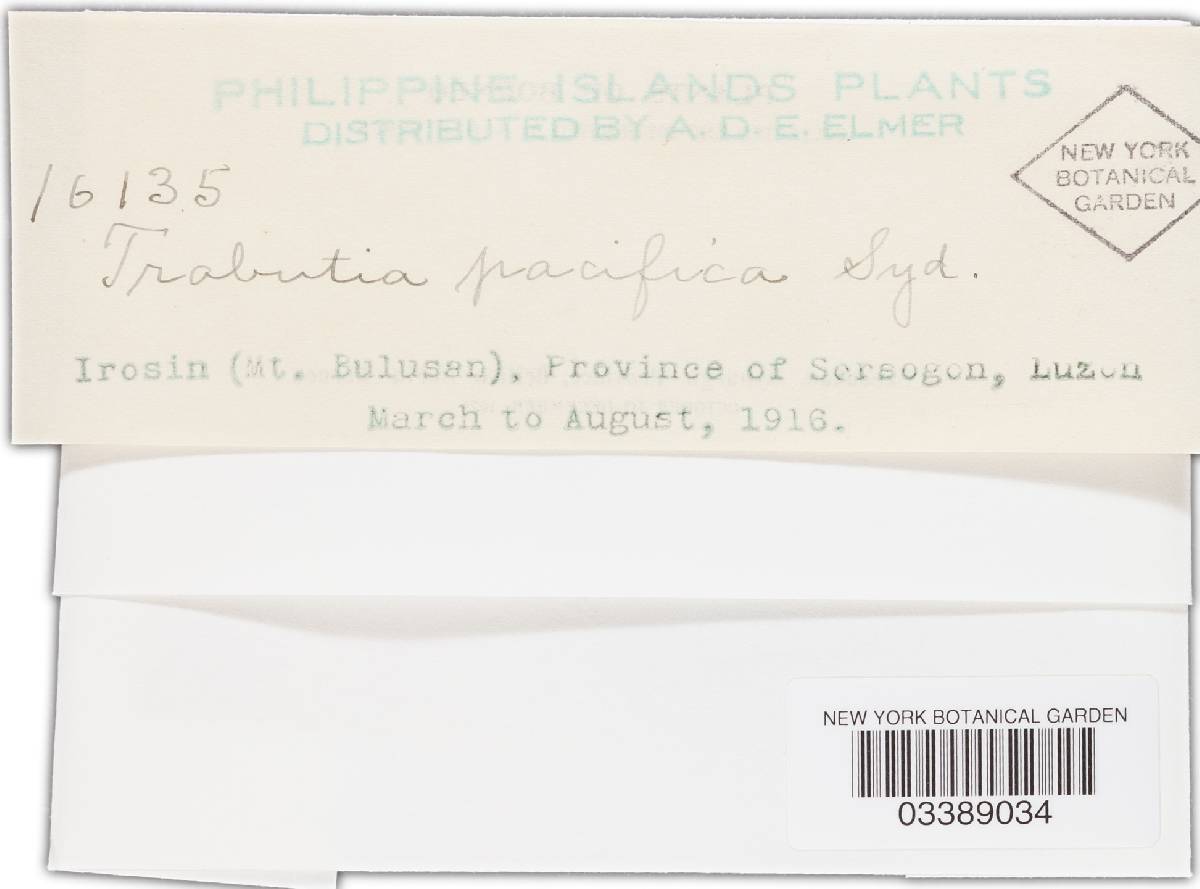 PHILIPPINE ISLANDS PLANTS
DISTRIBUTED BY A. D. E. ELMER
NEW YORK
BOTANICAL
GARDEN
16135
Trabutia pacifica Syd.
Irosin (Mt. Bulusan), Province of Sorsogon, Luzon
March to August, 1916.
NEW YORK BOTANICAL GARDEN
03389034